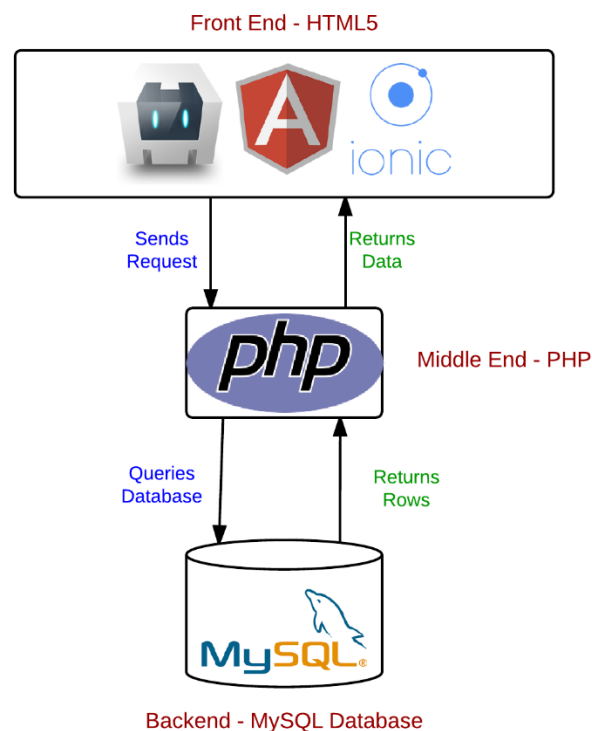 Front End - HTML5
A
ionic
Sends
Request
Returns
Data
php
Middle End - PHP
Queries
Database
Returns
Rows
MySQL®
Backend - MySQL Database